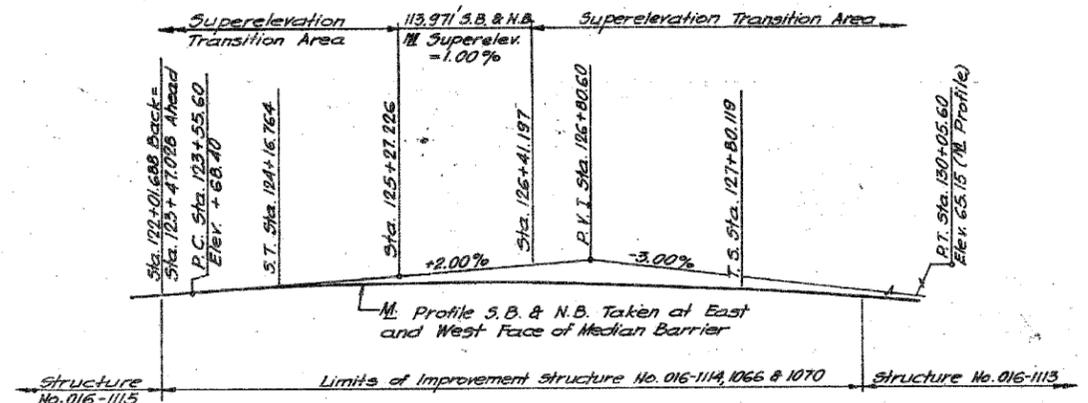 Superelevation
Transition Area
113.971' S.B. & N.B.
M Superelev.
=1.00%
Superelevation Transition Area
Sta. 122+01.688 Back=
Sta. 123+47.028 Ahead
P.C. Sta. 123+55.60
Elev. + 68.40
S.T. Sta. 124+16.764
Sta. 125+27.226
Sta. 126+41.197
P.V.I Sta. 126+80.60
T.S. Sta. 127+80.119
P.T. Sta. 130+05.60
Elev. 65.15 (M Profile)
+2.00%
-3.00%
M Profile S.B. & N.B. Taken at East
and West Face of Median Barrier
Structure
No. 016-1115
Limits of Improvement Structure No. 016-1114, 1066 & 1070
Structure No. 016-1113